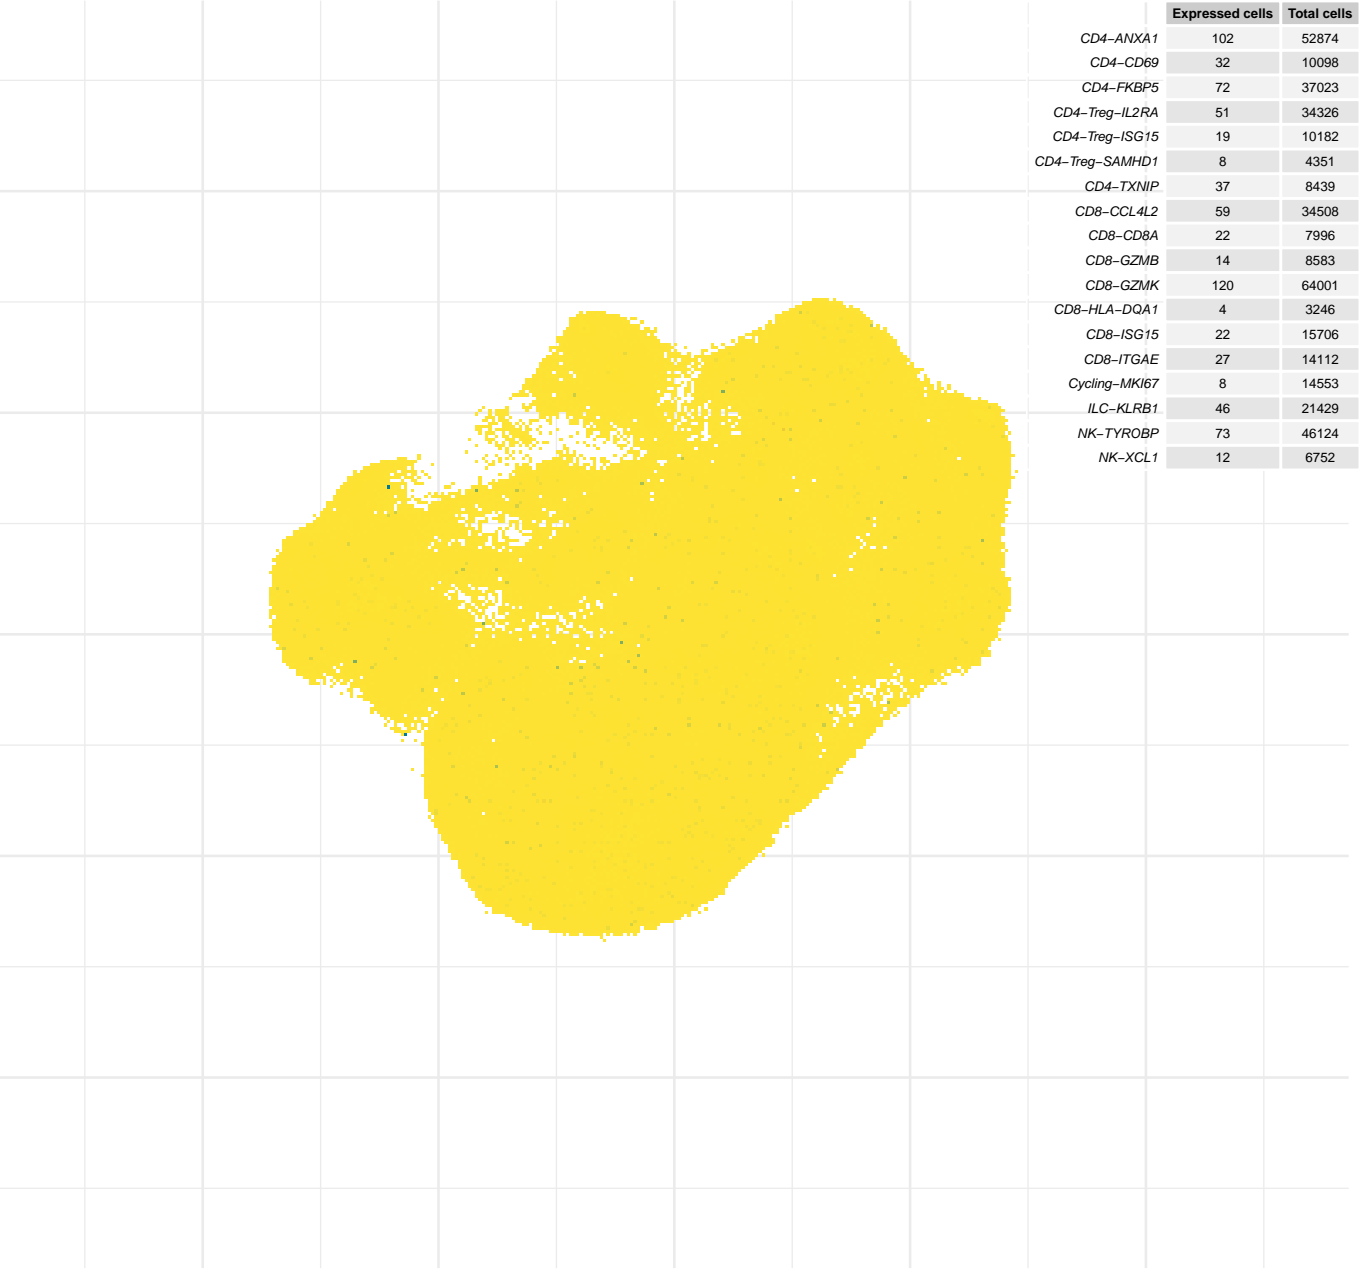 Expressed cells Total cells
CD4−ANXA1 102 52874
CD4−CD69 32 10098
CD4−FKBP5 72 37023
CD4−Treg−IL2RA 51 34326
CD4−Treg−ISG15 19 10182
CD4−Treg−SAMHD1 8 4351
CD4−TXNIP 37 8439
CD8−CCL4L2 59 34508
CD8−CD8A 22 7996
CD8−GZMB 14 8583
CD8−GZMK 120 64001
CD8−HLA−DQA1 4 3246
CD8−ISG15 22 15706
CD8−ITGAE 27 14112
Cycling−MKI67 8 14553
ILC−KLRB1 46 21429
NK−TYROBP 73 46124
NK−XCL1 12 6752